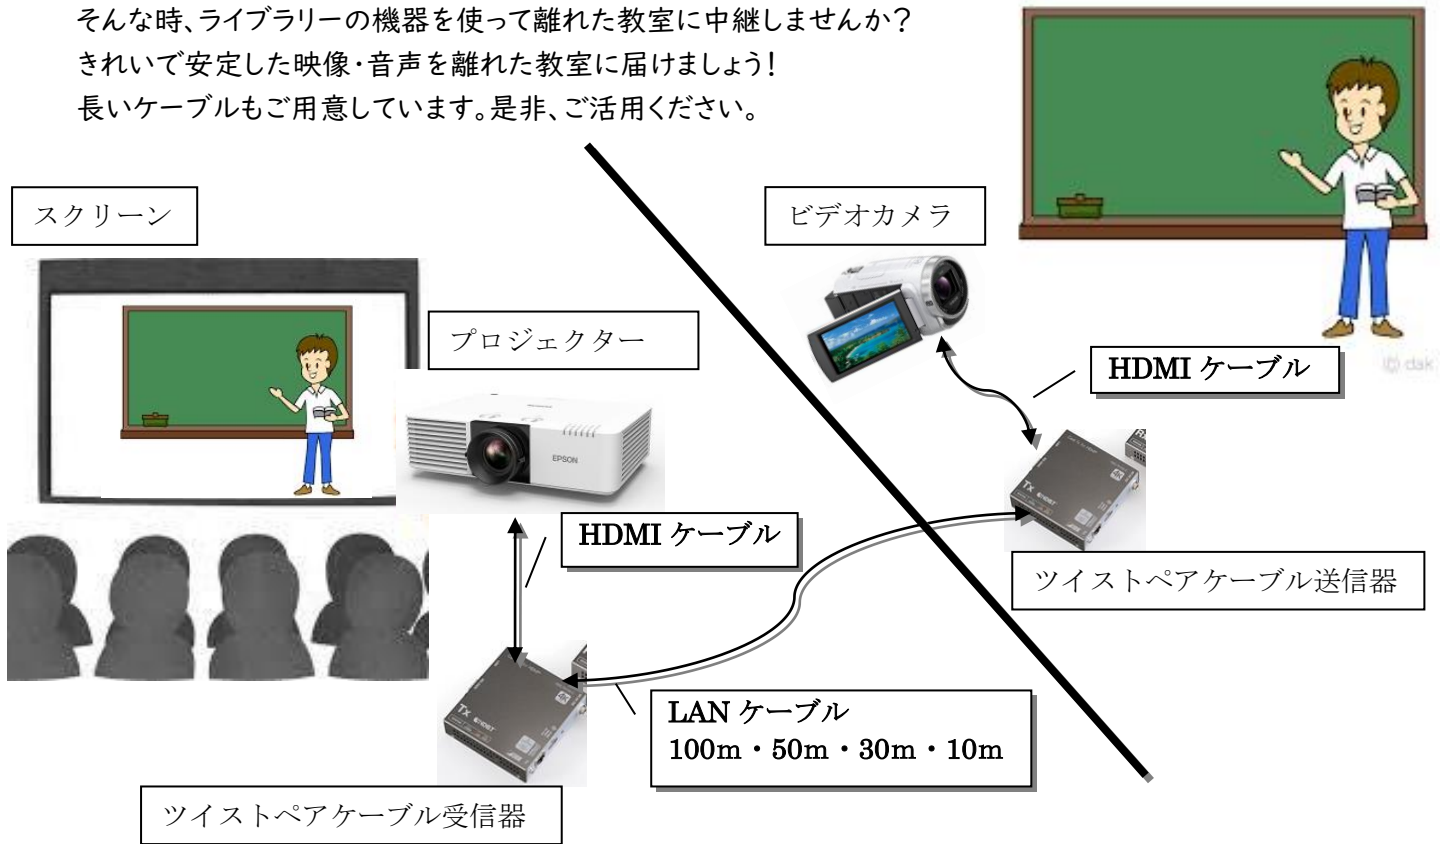 そんな時、ライブラリーの機器を使って離れた教室に中継しませんか？
きれいで安定した映像・音声を離れた教室に届けましょう！
長いケーブルもご用意しています。是非、ご活用ください。
スクリーン
ビデオカメラ
プロジェクター
HDMI ケーブル
© dak
EPSON
Tx
HDMI ケーブル
ツイストペアケーブル送信器
Tx
LAN ケーブル
100m・50m・30m・10m
ツイストペアケーブル受信器